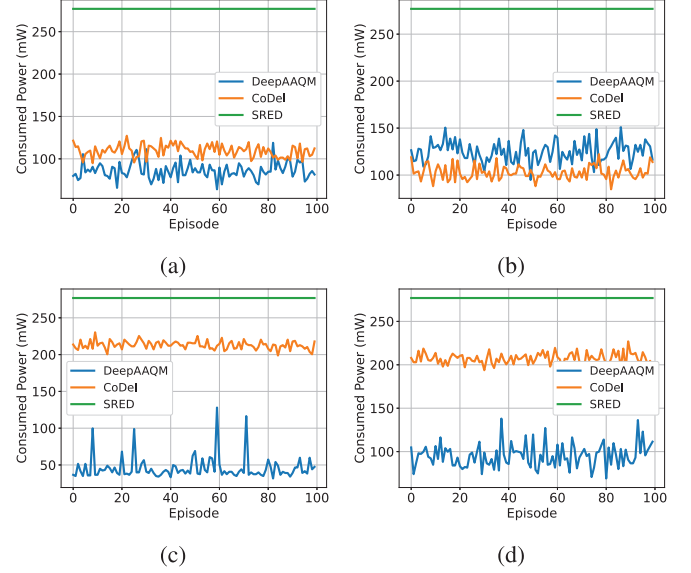 250
200
150
100
Consumed Power (mW)
DeepAAQM
CoDel
SRED
0 20 40 60 80 100
Episode
(a)
250
200
150
100
Consumed Power (mW)
DeepAAQM
CoDel
SRED
0 20 40 60 80 100
Episode
(b)
250
200
150
100
50
Consumed Power (mW)
DeepAAQM
CoDel
SRED
0 20 40 60 80 100
Episode
(c)
250
200
150
100
Consumed Power (mW)
DeepAAQM
CoDel
SRED
0 20 40 60 80 100
Episode
(d)